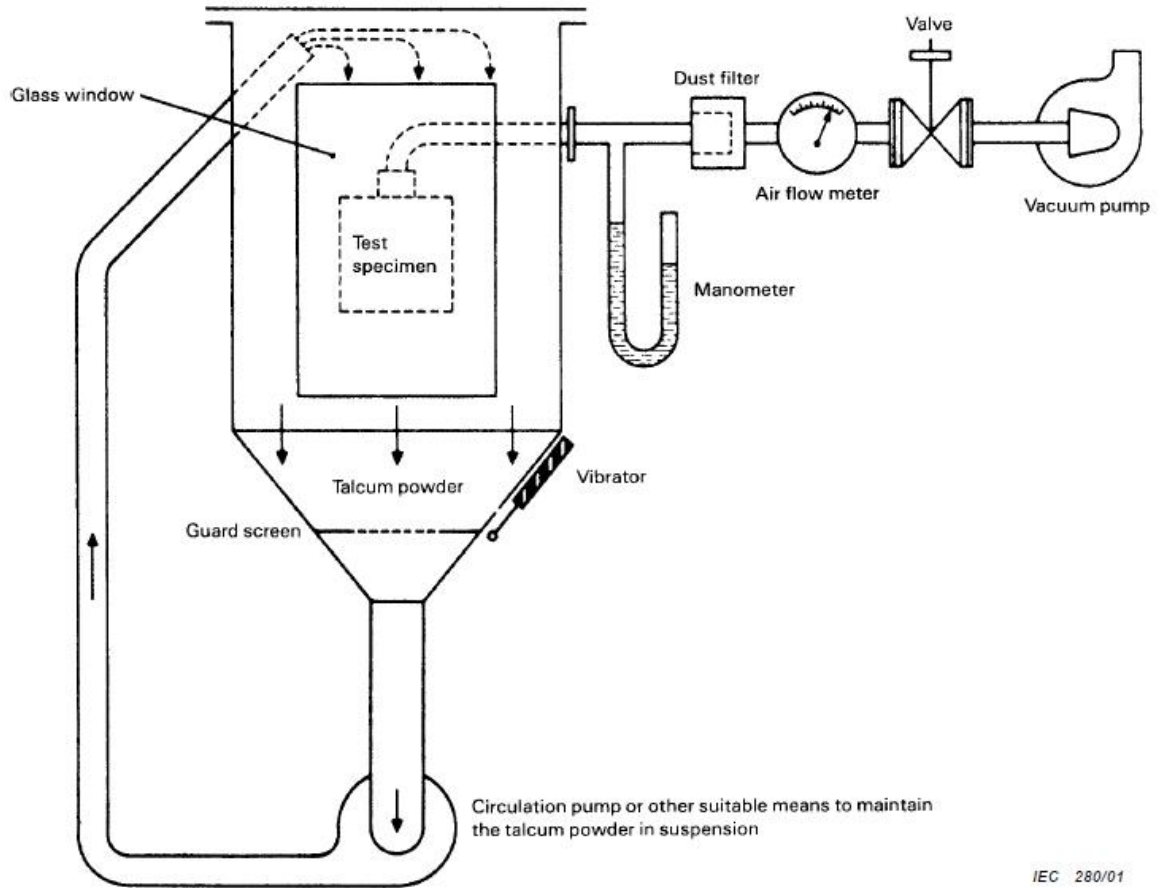 Valve
Dust filter
Glass window
Air flow meter
Vacuum pump
Test
specimen
Manometer
Talcum powder
Vibrator
Guard screen
Circulation pump or other suitable means to maintain
the talcum powder in suspension
IEC 280/01